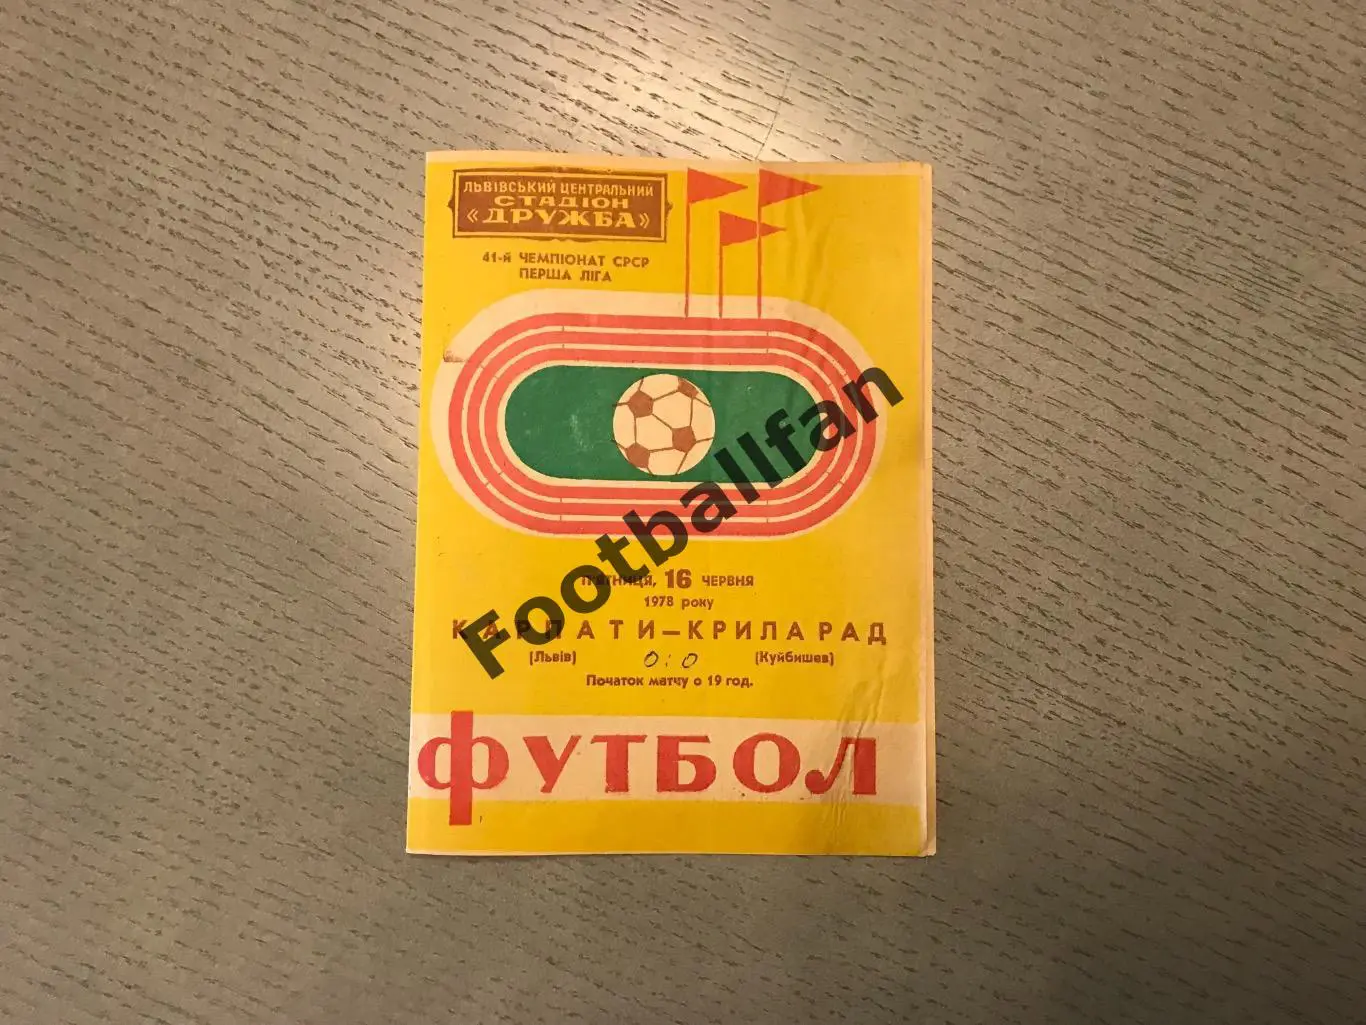 ЛЬВІВСЬКИЙ ЦЕНТРАЛЬНИЙ
СТАДІОН
«ДРУЖБА»
41-й ЧЕМПІОНАТ СРСР
ПЕРША ЛІГА
Footballfan
П'ЯТНИЦЯ, 16 ЧЕРВНЯ
1978 року
КАРПАТИ — КРИЛА РАД
(Львів) 0:0 (Куйбишев)
Початок матчу о 19 год.
ФУТБОЛ